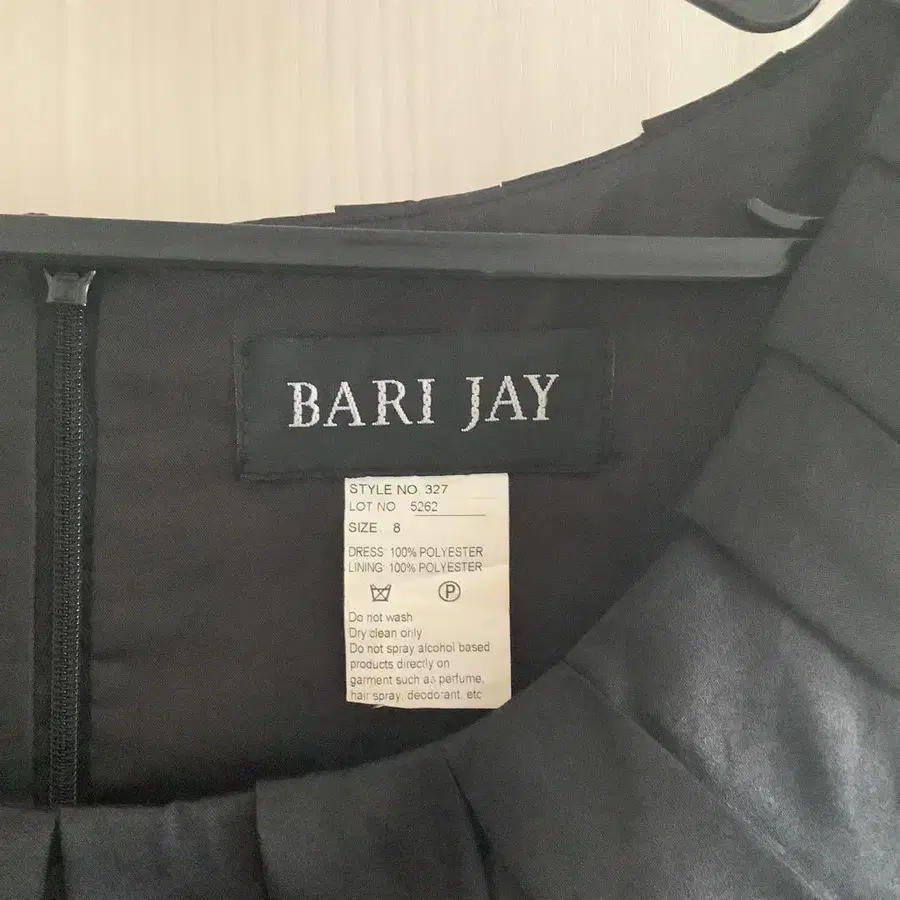 BARI JAY
STYLE NO. 327
LOT NO 5262
SIZE. 8
DRESS 100% POLYESTER
LINING 100% POLYESTER
P
Do not wash
Dry clean only
Do not spray alcohol based
products directly on
garment such as perfume,
hair spray, deodorant, etc